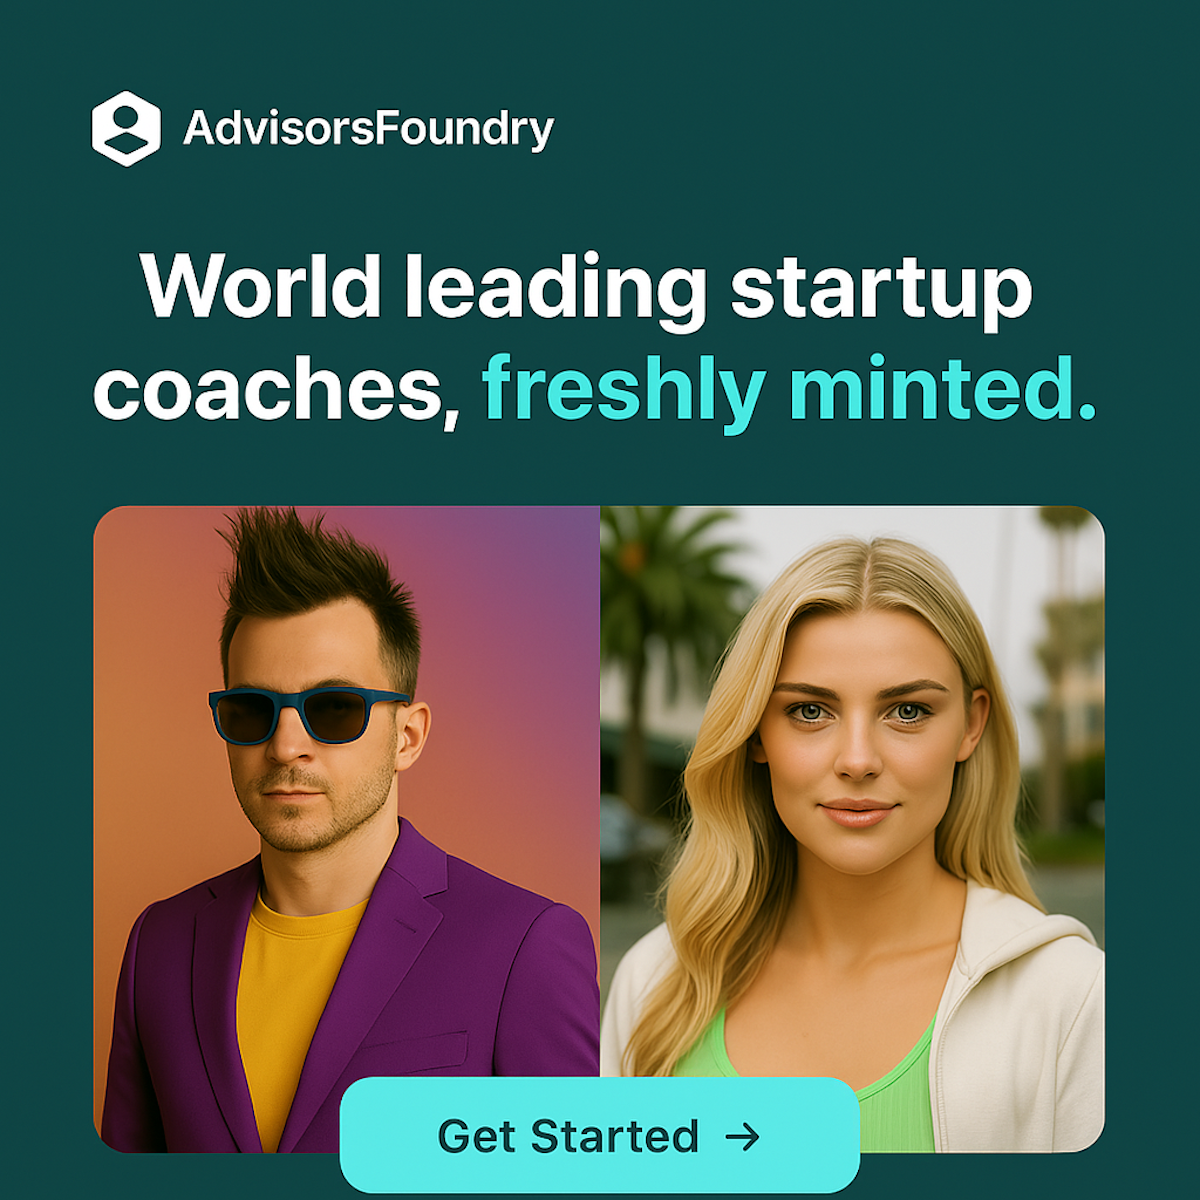 AdvisorsFoundry
World leading startup
coaches, freshly minted.
Get Started →